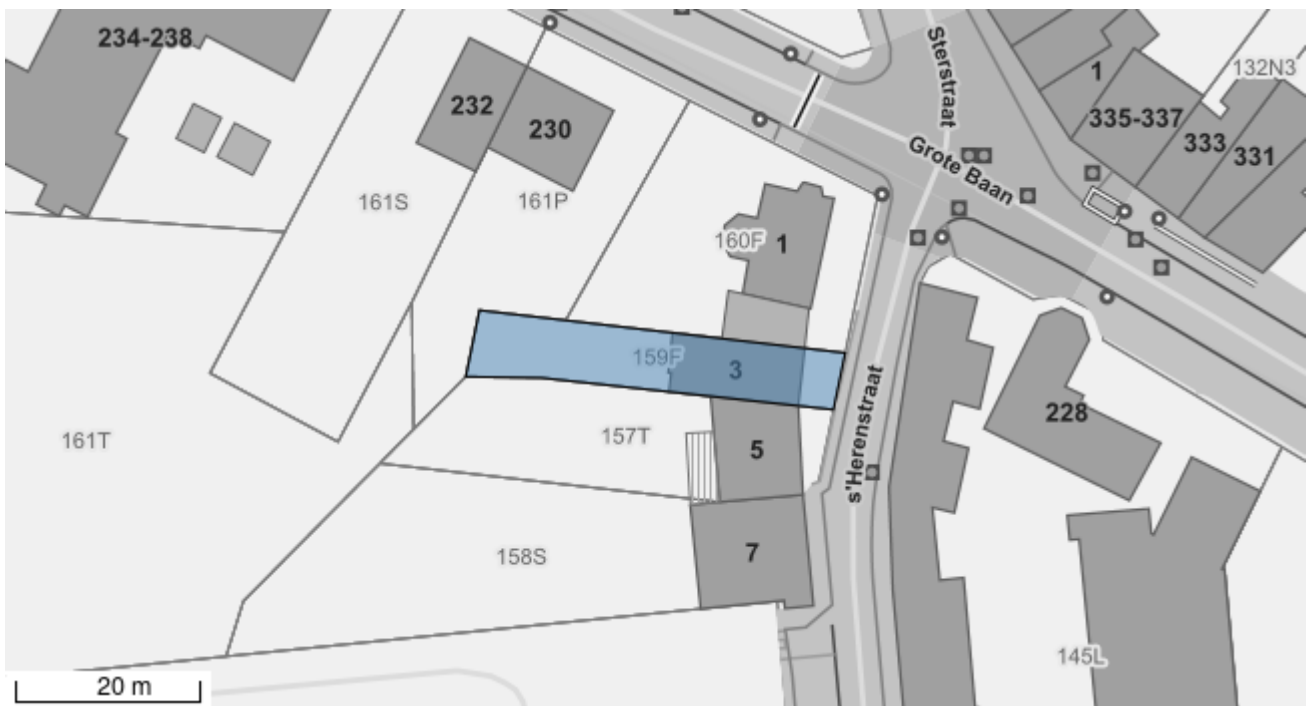 234-238
232
230
161S
161P
Sterstraat
Grote Baan
1
132N3
335-337
333
331
160F
1
159F
3
161T
157T
5
s'Herenstraat
228
158S
7
145L
20 m